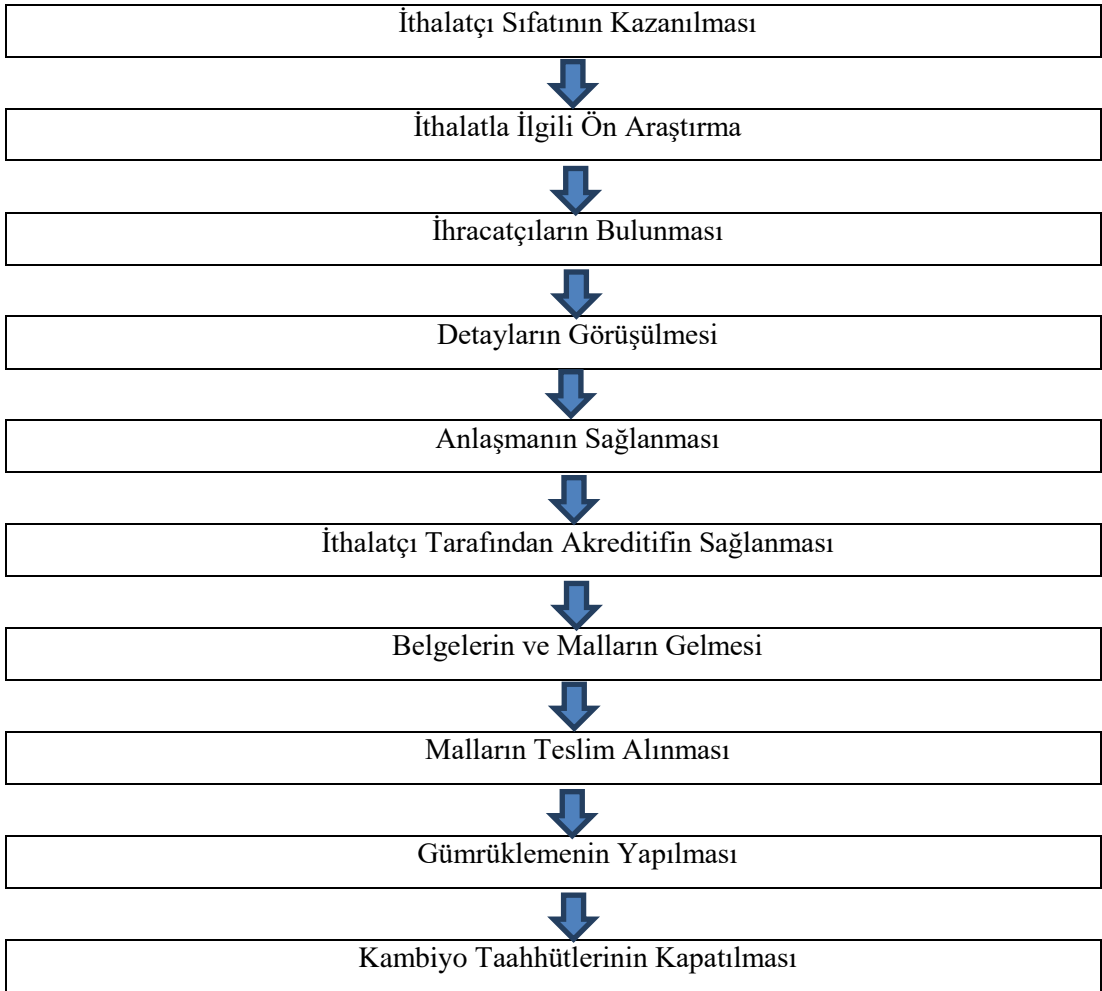 İthalatçı Sıfatının Kazanılması
İthalatla İlgili Ön Araştırma
İhracatçıların Bulunması
Detayların Görüşülmesi
Anlaşmanın Sağlanması
İthalatçı Tarafından Akreditifin Sağlanması
Belgelerin ve Malların Gelmesi
Malların Teslim Alınması
Gümrüklemenin Yapılması
Kambiyo Taahhütlerinin Kapatılması